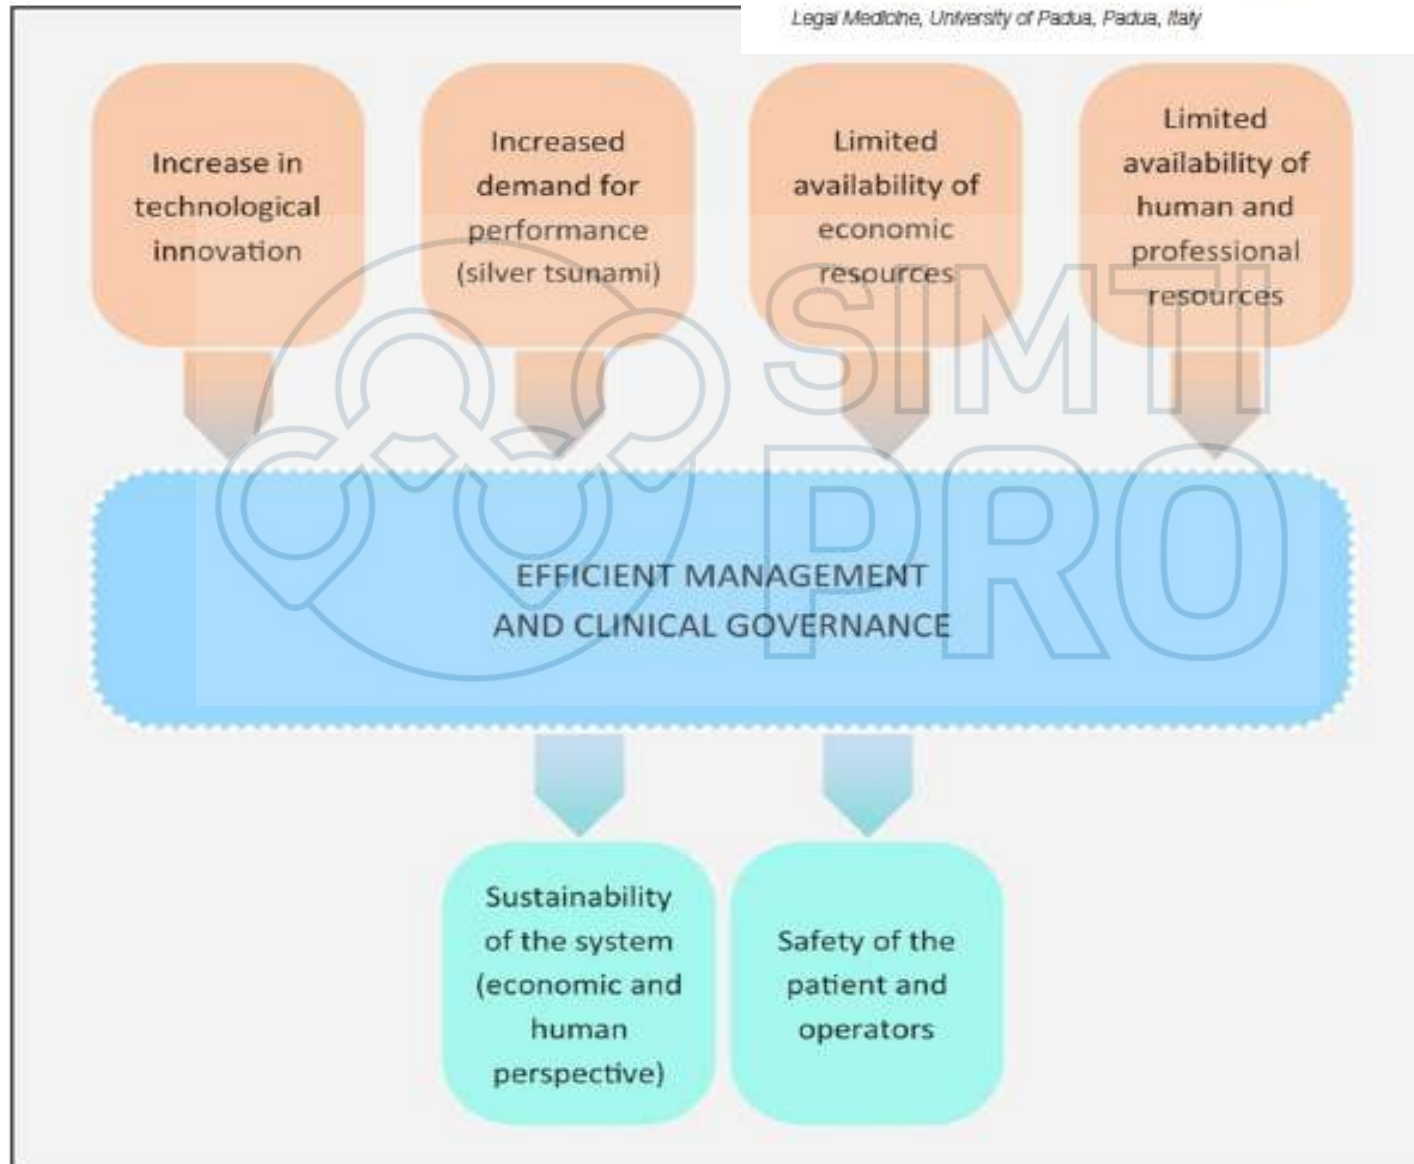 Legal Medicine, University of Padua, Padua, Italy
Increase in
technological
innovation
Increased
demand for
performance
(silver tsunami)
Limited
availability of
economic
resources
Limited
availability of
human and
professional
resources
SIMTI
PRO
EFFICIENT MANAGEMENT
AND CLINICAL GOVERNANCE
Sustainability
of the system
(economic and
human
perspective)
Safety of the
patient and
operators